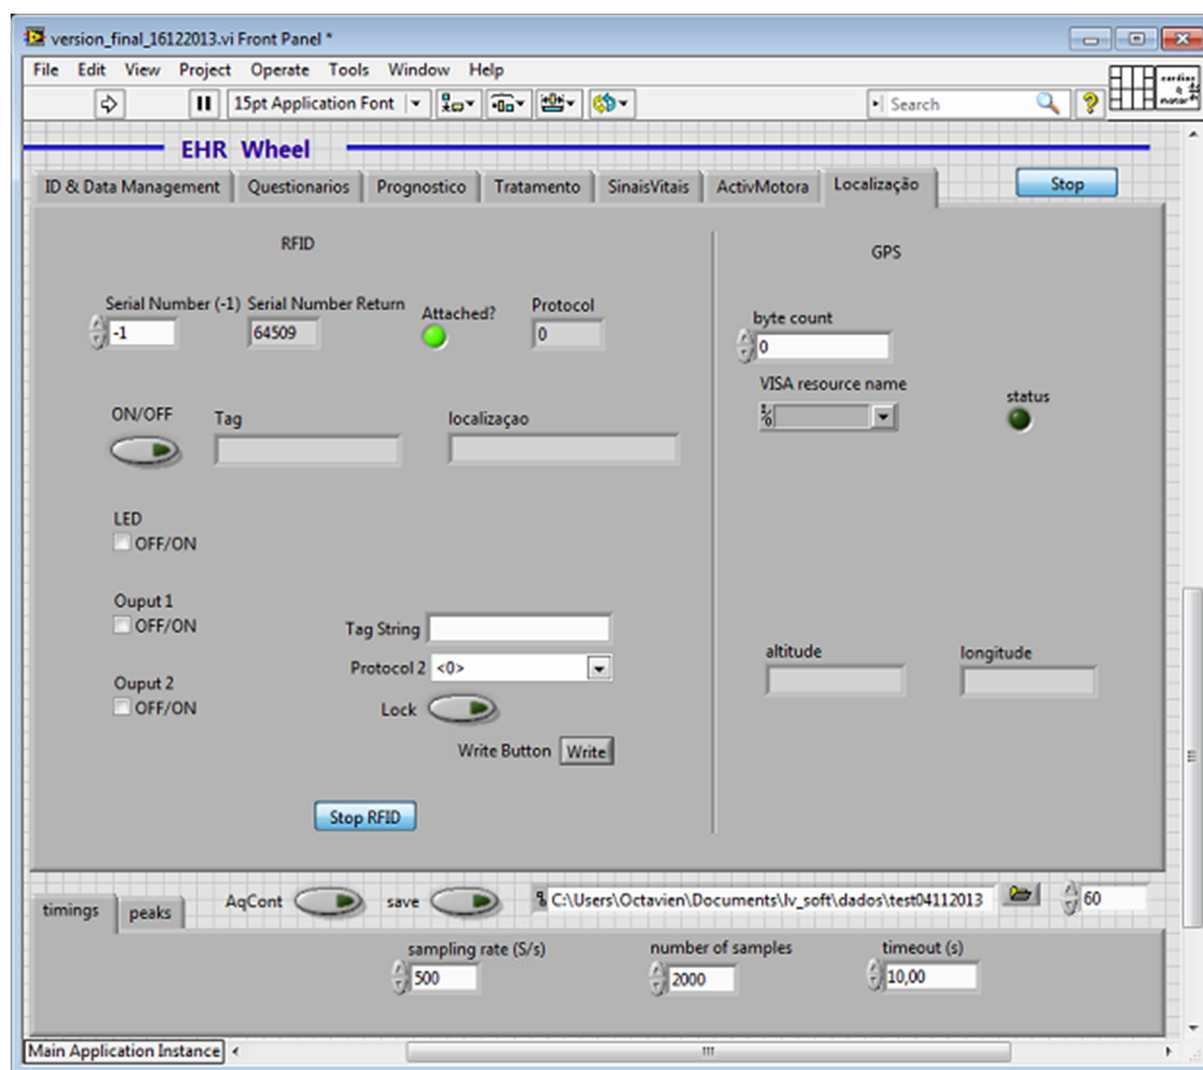 version_final_16122013.vi Front Panel *
File Edit View Project Operate Tools Window Help
15pt Application Font
Search
EHR Wheel
ID & Data Management Questionarios Prognostico Tratamento SinaisVitais ActivMotora Localização Stop
RFID
GPS
Serial Number (-1) Serial Number Return Attached? Protocol
-1 64509 0
byte count
0
VISA resource name
status
ON/OFF Tag localizaçao
LED
OFF/ON
Ouput 1
OFF/ON
Tag String
Protocol 2 <0>
altitude longitude
Ouput 2
OFF/ON
Lock
Write Button Write
Stop RFID
timings peaks AqCont save C:\Users\Octavien\Documents\lv_soft\dados\test04112013 60
sampling rate (S/s) number of samples timeout (s)
500 2000 10,00
Main Application Instance